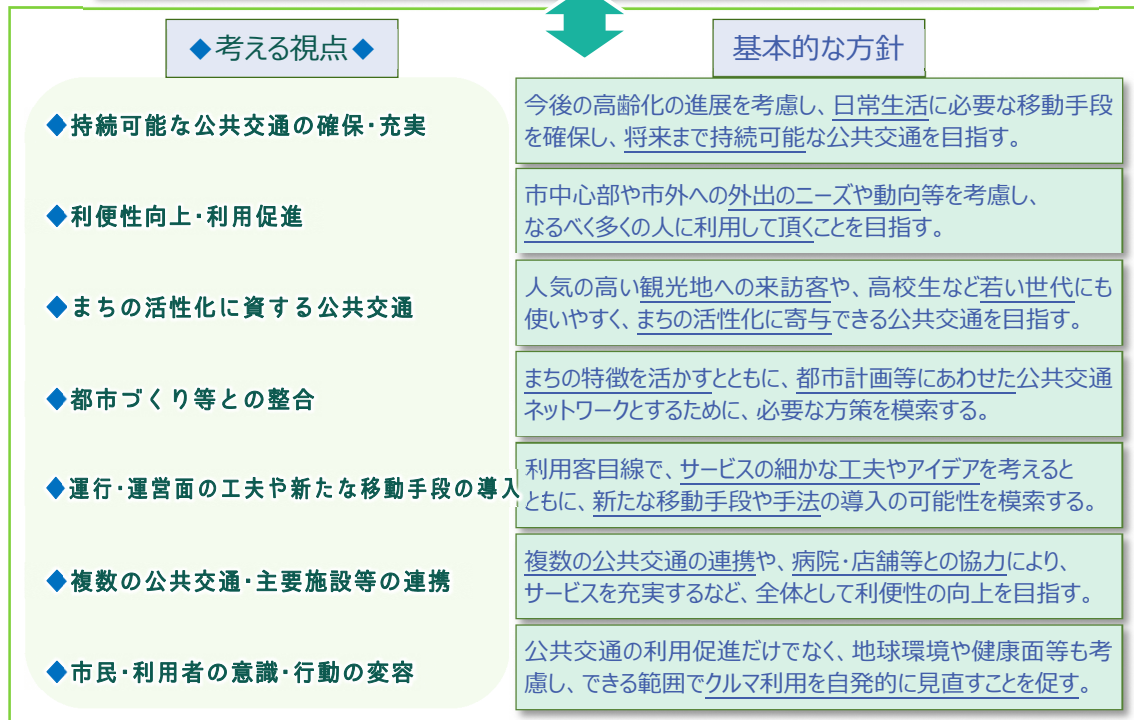 ◆考える視点◆
基本的な方針
◆持続可能な公共交通の確保・充実
今後の高齢化の進展を考慮し、日常生活に必要な移動手段
を確保し、将来まで持続可能な公共交通を目指す。
◆利便性向上・利用促進
市中心部や市外への外出のニーズや動向等を考慮し、
なるべく多くの人に利用して頂くことを目指す。
◆まちの活性化に資する公共交通
人気の高い観光地への来訪客や、高校生など若い世代にも
使いやすく、まちの活性化に寄与できる公共交通を目指す。
◆都市づくり等との整合
まちの特徴を活かすとともに、都市計画等にあわせた公共交通
ネットワークとするために、必要な方策を模索する。
◆運行・運営面の工夫や新たな移動手段の導入
利用客目線で、サービスの細かな工夫やアイデアを考えると
ともに、新たな移動手段や手法の導入の可能性を模索する。
◆複数の公共交通・主要施設等の連携
複数の公共交通の連携や、病院・店舗等との協力により、
サービスを充実するなど、全体として利便性の向上を目指す。
◆市民・利用者の意識・行動の変容
公共交通の利用促進だけでなく、地球環境や健康面等も考
慮し、できる範囲でクルマ利用を自発的に見直すことを促す。